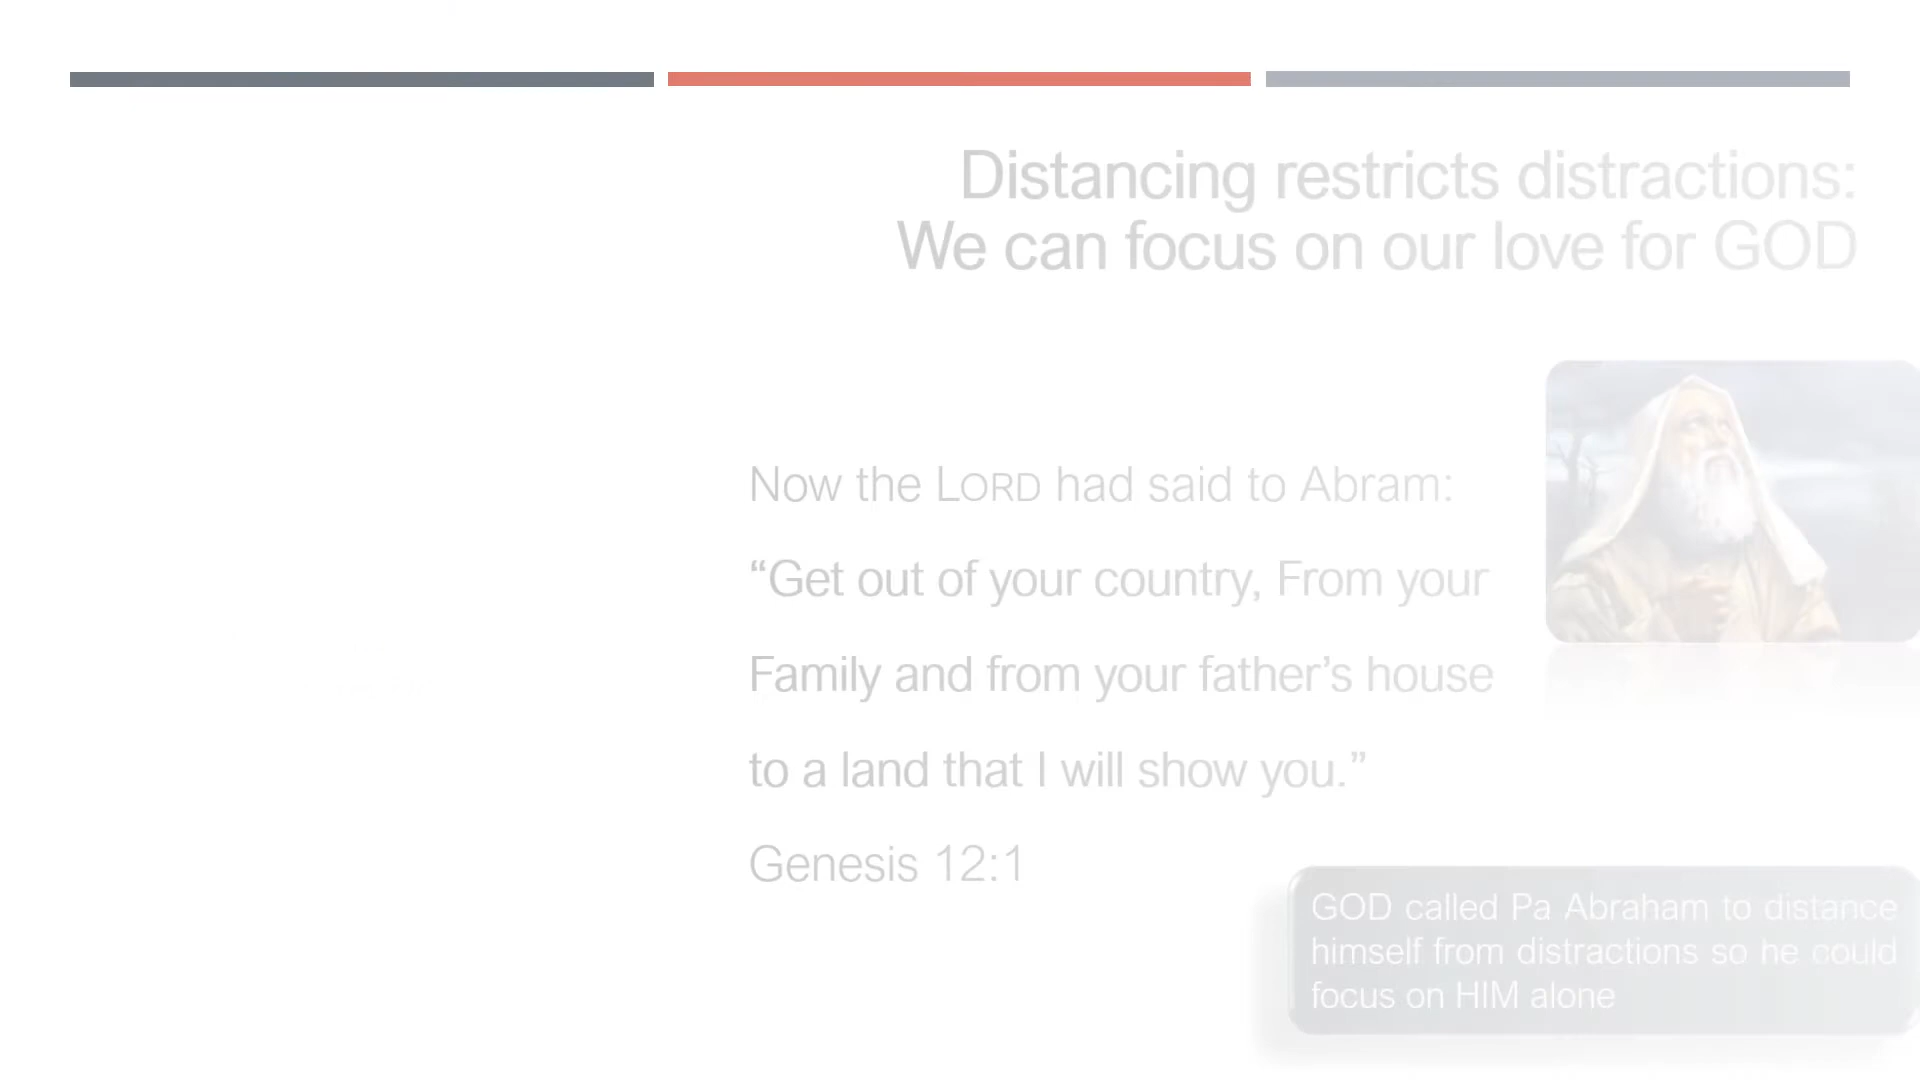 Distancing restricts distractions:
We can focus on our love for GOD
Now the LORD had said to Abram:
“Get out of your country, From your
Family and from your father’s house
to a land that I will show you.”
Genesis 12:1
GOD called Pa Abraham to distance
himself from distractions so he could
focus on HIM alone